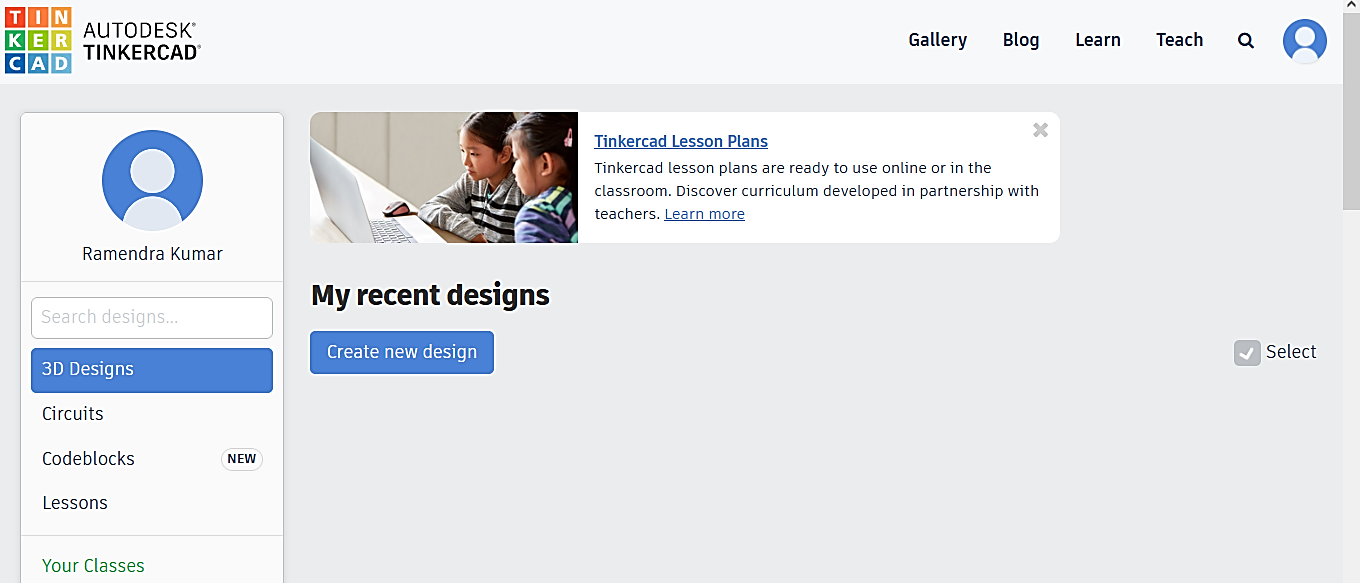 TIN
KER
CAD
AUTODESK®
TINKERCAD®
Gallery Blog Learn Teach
Ramendra Kumar
Search designs...
3D Designs
Circuits
Codeblocks NEW
Lessons
Your Classes
Tinkercad Lesson Plans
Tinkercad lesson plans are ready to use online or in the
classroom. Discover curriculum developed in partnership with
teachers. Learn more
My recent designs
Create new design
Select